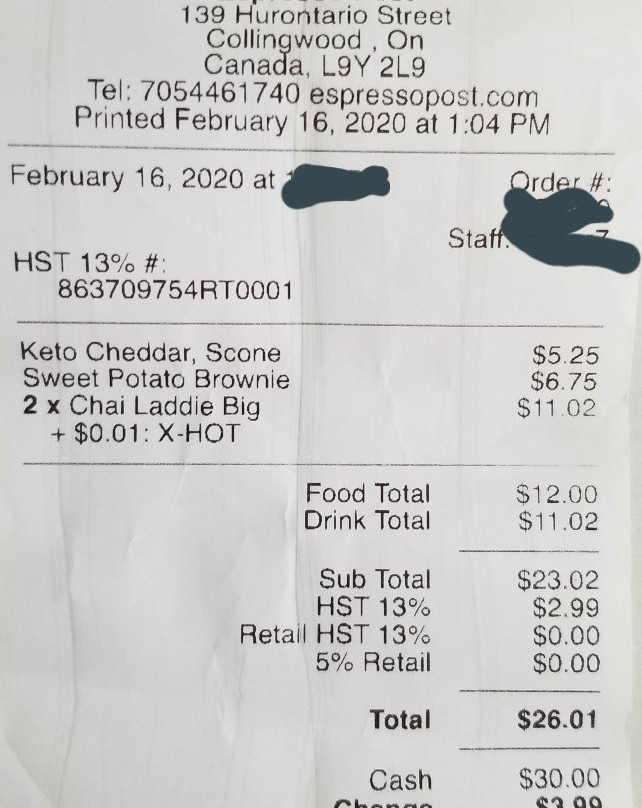 139 Hurontario Street
Collingwood , On
Canada, L9Y 2L9
Tel: 7054461740 espressopost.com
Printed February 16, 2020 at 1:04 PM
February 16, 2020 at
Order #:
Staff:
HST 13% #:
863709754RT0001
Keto Cheddar, Scone $5.25
Sweet Potato Brownie $6.75
2 x Chai Laddie Big $11.02
+ $0.01: X-HOT
Food Total $12.00
Drink Total $11.02
Sub Total $23.02
HST 13% $2.99
Retail HST 13% $0.00
5% Retail $0.00
Total $26.01
Cash $30.00
Change $3.99